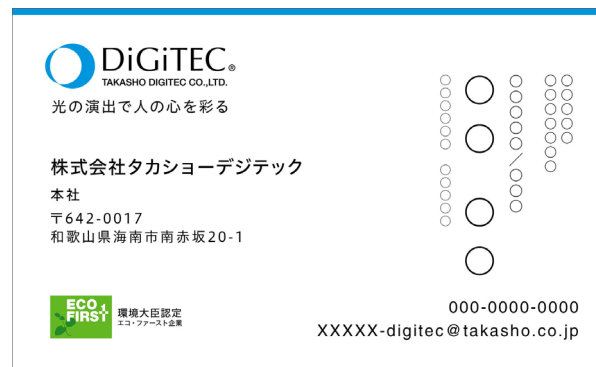 DiGiTEC®
TAKASHO DIGITEC CO.,LTD.
光の演出で人の心を彩る
株式会社タカショーデジテック
本社
〒642-0017
和歌山県海南市南赤坂20-1
ECO
FIRST
環境大臣認定
エコ・ファースト企業
○○○○○○ ○○○○○
○○ ○○
○○○○○○／○○○
○○○○○○○
○○○○○
000-0000-0000
XXXXX-digitec@takasho.co.jp